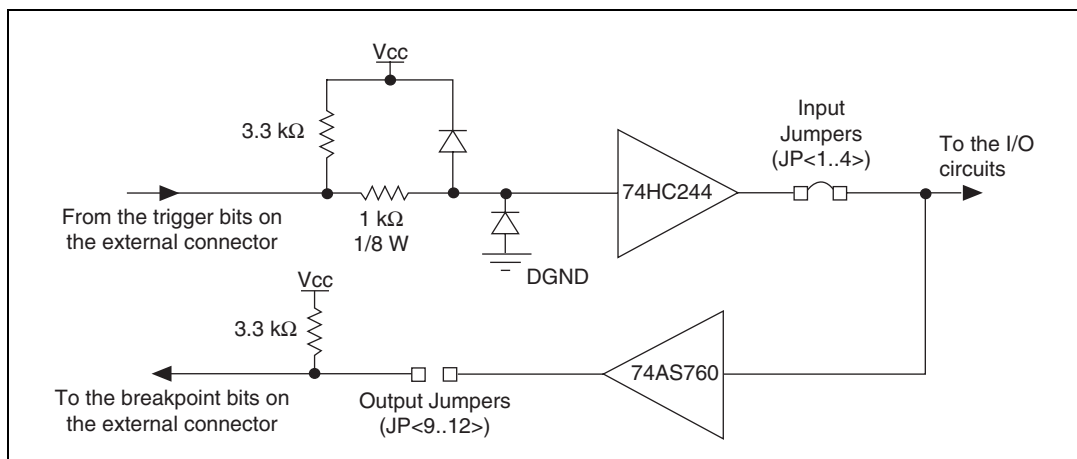 Vcc
3.3 kΩ
Input
Jumpers
(JP<1..4>)
To the I/O
circuits
74HC244
From the trigger bits on
the external connector
1 kΩ
1/8 W
DGND
Vcc
3.3 kΩ
74AS760
To the breakpoint bits on
the external connector
Output Jumpers
(JP<9..12>)